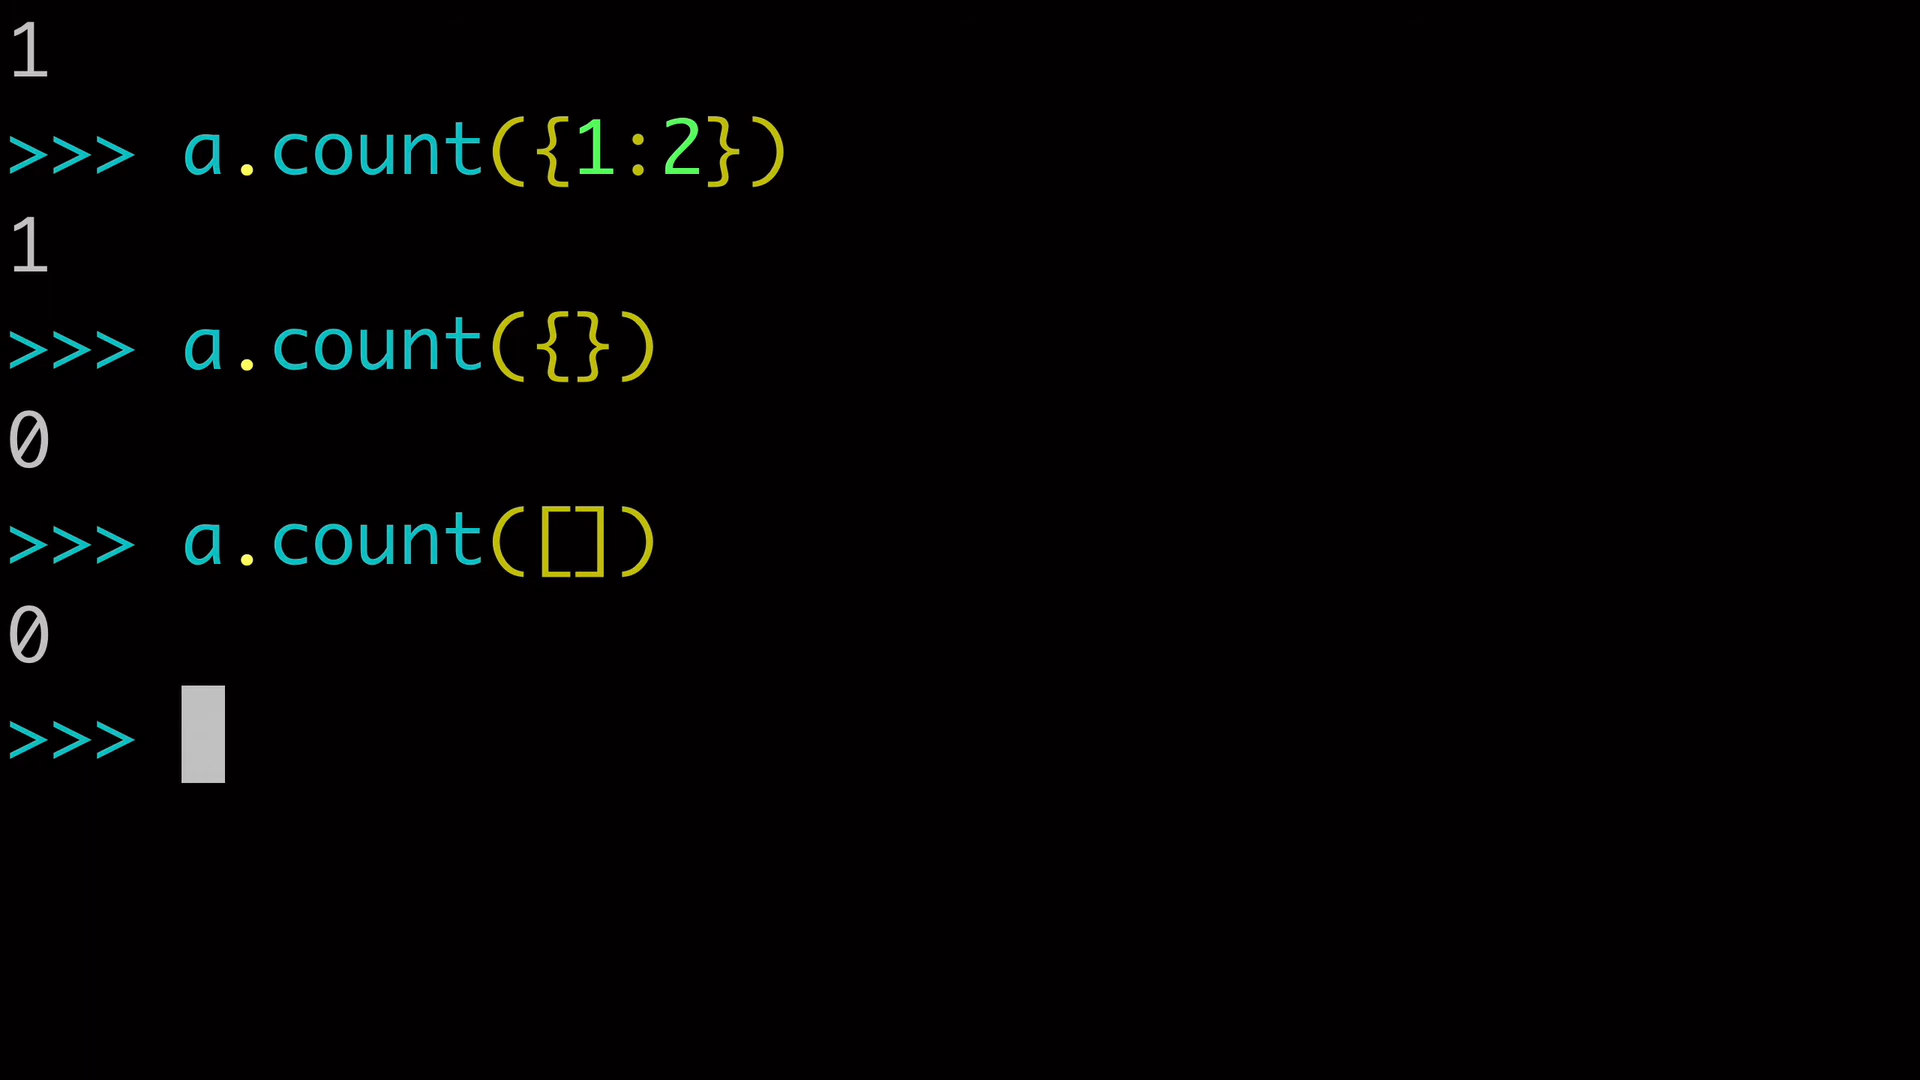 1
>>> a.count({1:2})
1
>>> a.count({})
0
>>> a.count([])
0
>>>